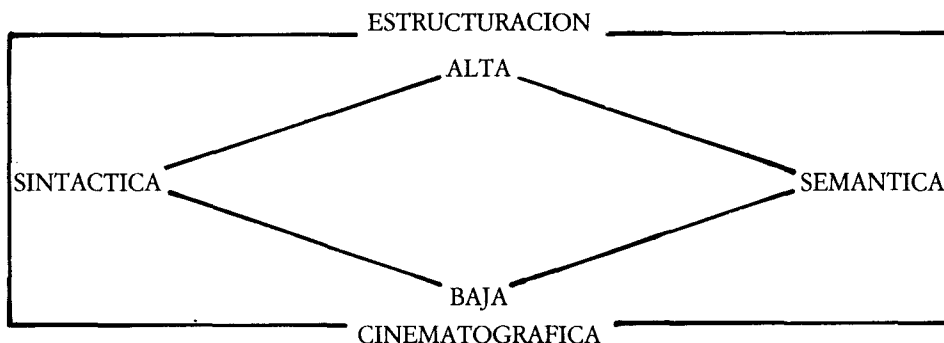 ESTRUCTURACION
ALTA
SINTACTICA
SEMANTICA
BAJA
CINEMATOGRAFICA